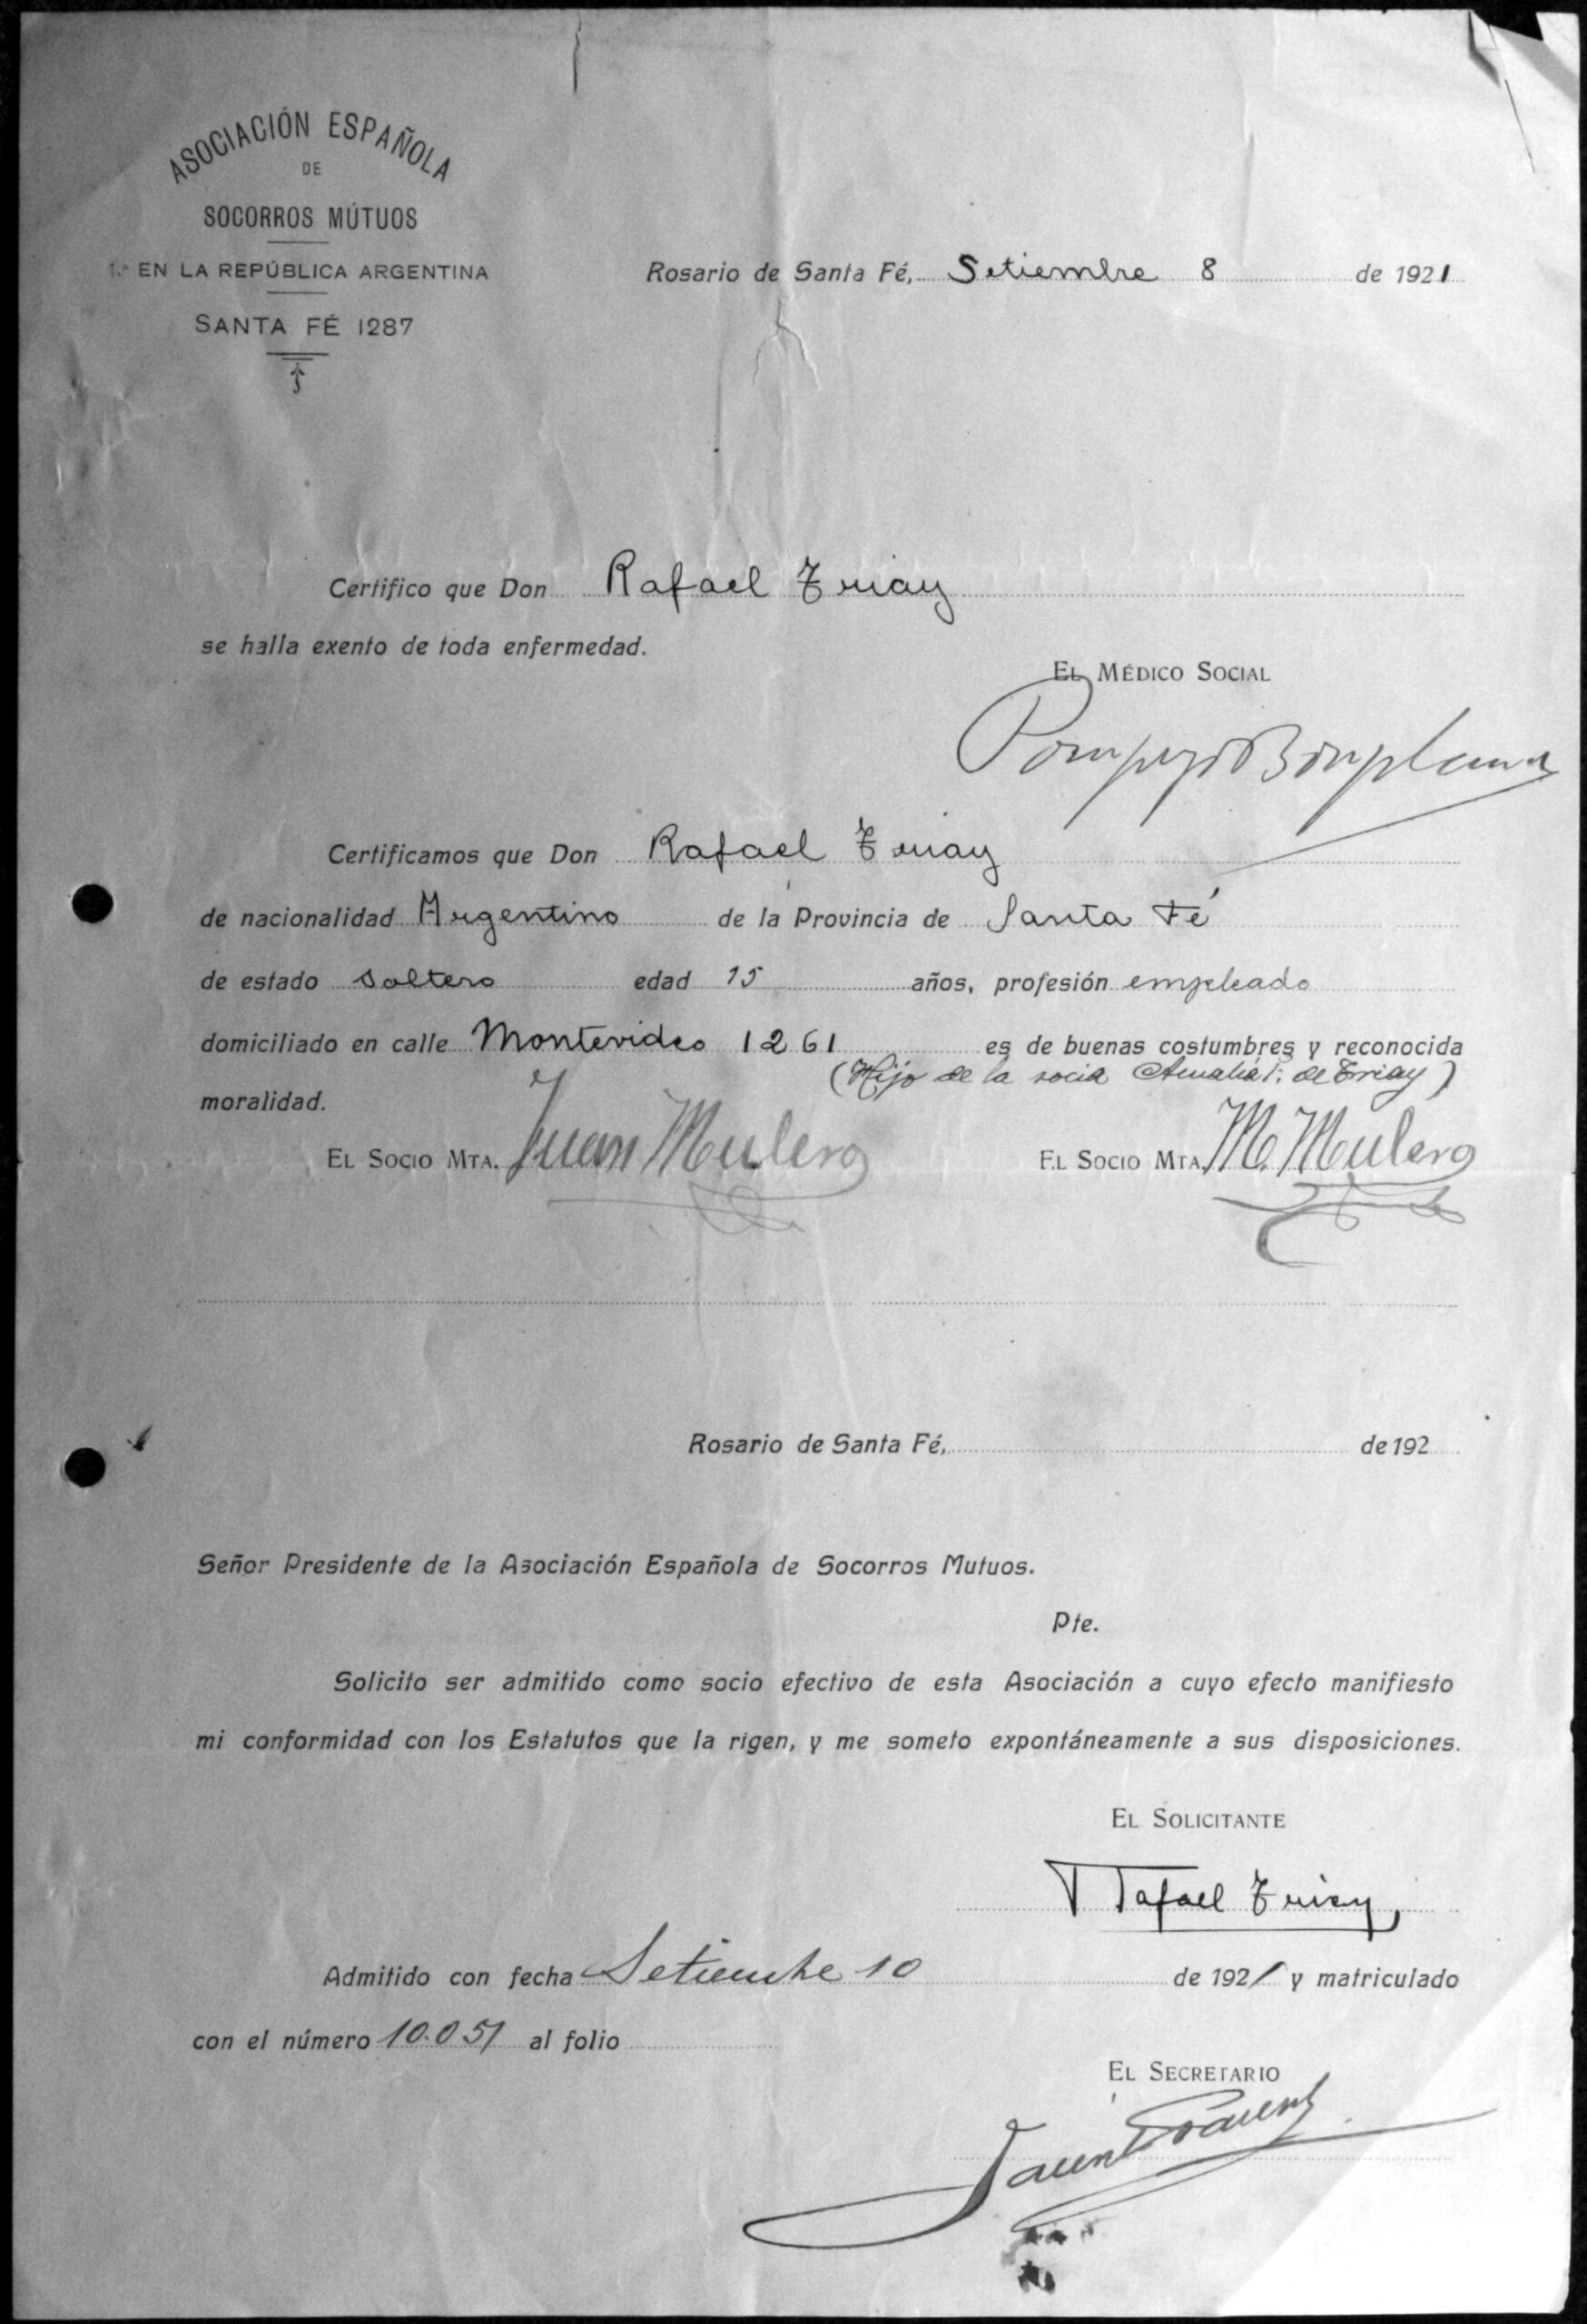 ASOCIACIÓN ESPAÑOLA
DE
SOCORROS MÚTUOS
1.ª EN LA REPÚBLICA ARGENTINA
SANTA FÉ 1287
Rosario de Santa Fé, Setiembre 8 de 1921
Certifico que Don Rafael Triay
se halla exento de toda enfermedad.
EL MÉDICO SOCIAL
Pompeyo Bonpland
Certificamos que Don Rafael Triay
de nacionalidad Argentino de la Provincia de Santa Fé
de estado soltero edad 15 años, profesión empleado
domiciliado en calle Montevideo 1261 es de buenas costumbres y reconocida
(Hijo de la socia Amalia de Triay)
moralidad.
EL SOCIO MTA. Juan Mulero EL SOCIO MTA. M. Mulero
Rosario de Santa Fé, de 192
Señor Presidente de la Asociación Española de Socorros Mutuos.
Pte.
Solicito ser admitido como socio efectivo de esta Asociación a cuyo efecto manifiesto
mi conformidad con los Estatutos que la rigen, y me someto expontáneamente a sus disposiciones.
EL SOLICITANTE
Rafael Triay
Admitido con fecha Setiembre 10 de 1921 y matriculado
con el número 10.051 al folio
EL SECRETARIO